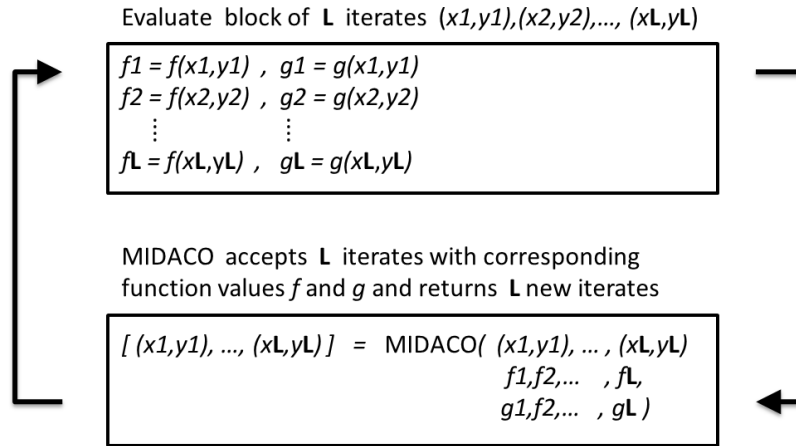 Evaluate block of L iterates (x1,y1),(x2,y2),..., (xL,yL)
f1 = f(x1,y1) , g1 = g(x1,y1)
f2 = f(x2,y2) , g2 = g(x2,y2)
⋮ ⋮
fL = f(xL,yL) , gL = g(xL,yL)
MIDACO accepts L iterates with corresponding
function values f and g and returns L new iterates
[ (x1,y1), ..., (xL,yL) ] = MIDACO( (x1,y1), ... , (xL,yL)
f1,f2,... , fL,
g1,f2,... , gL )